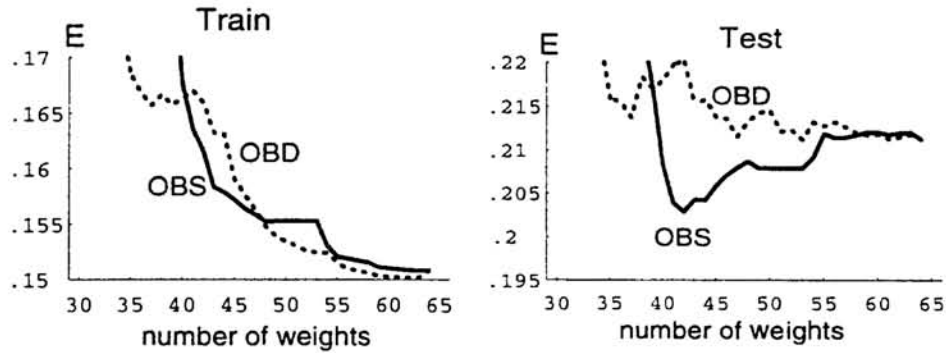 E
Train
.17
.165
.16
.155
.15
OBD
OBS
30 35 40 45 50 55 60 65
number of weights
E
Test
.22
.215
.21
.205
.2
.195
OBD
OBS
30 35 40 45 50 55 60 65
number of weights